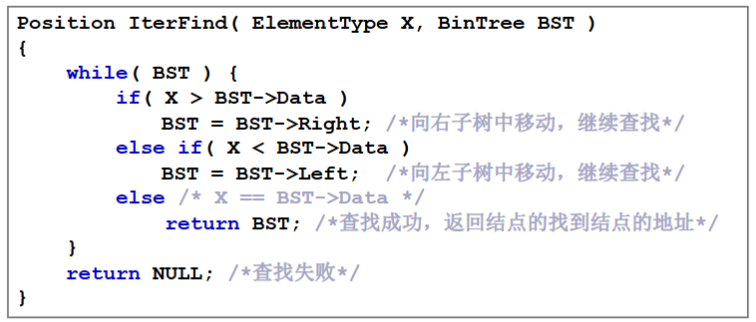 Position IterFind( ElementType X, BinTree BST )
{
    while( BST ) {
        if( X > BST->Data )
            BST = BST->Right; /*向右子树中移动，继续查找*/
        else if( X < BST->Data )
            BST = BST->Left;  /*向左子树中移动，继续查找*/
        else /* X == BST->Data */
            return BST; /*查找成功，返回结点的找到结点的地址*/
    }
    return NULL; /*查找失败*/
}